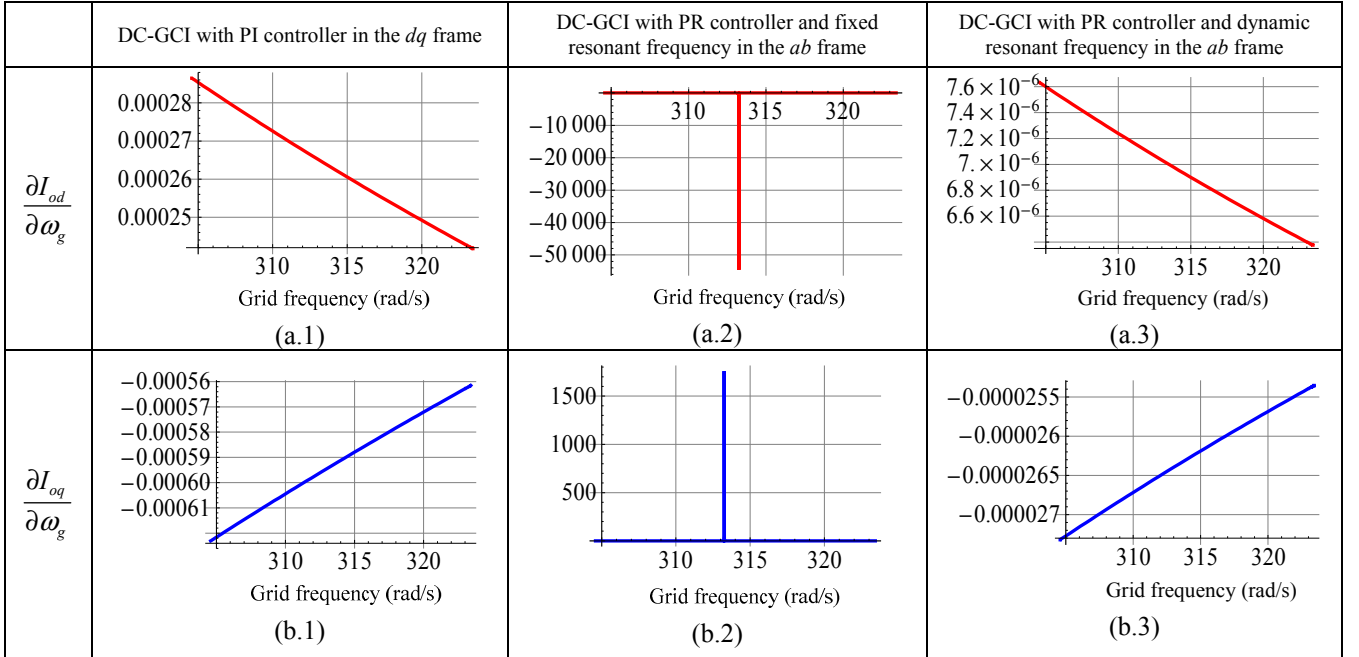 DC-GCI with PI controller in the dq frame
DC-GCI with PR controller and fixed
resonant frequency in the ab frame
DC-GCI with PR controller and dynamic
resonant frequency in the ab frame
∂I_od
∂ω_g
0.00028
0.00027
0.00026
0.00025
310 315 320
Grid frequency (rad/s)
(a.1)
310 315 320
−10 000
−20 000
−30 000
−40 000
−50 000
Grid frequency (rad/s)
(a.2)
7.6 × 10⁻⁶
7.4 × 10⁻⁶
7.2 × 10⁻⁶
7. × 10⁻⁶
6.8 × 10⁻⁶
6.6 × 10⁻⁶
310 315 320
Grid frequency (rad/s)
(a.3)
∂I_oq
∂ω_g
−0.00056
−0.00057
−0.00058
−0.00059
−0.00060
−0.00061
310 315 320
Grid frequency (rad/s)
(b.1)
1500
1000
500
310 315 320
Grid frequency (rad/s)
(b.2)
−0.0000255
−0.000026
−0.0000265
−0.000027
310 315 320
Grid frequency (rad/s)
(b.3)